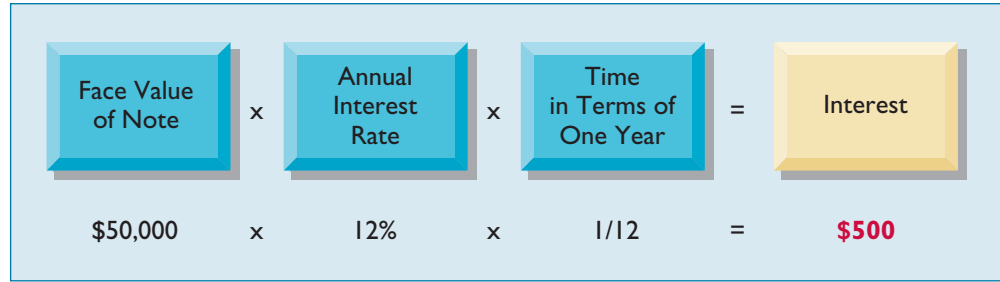 Face Value
of Note
x
Annual
Interest
Rate
x
Time
in Terms of
One Year
=
Interest
$50,000 x 12% x 1/12 = $500